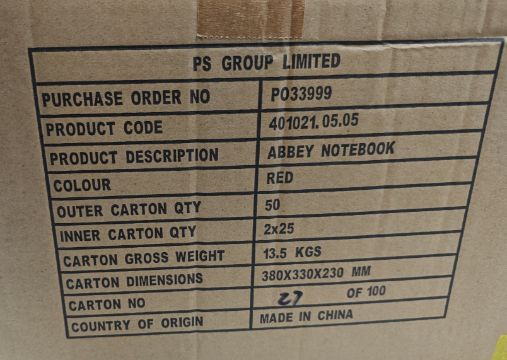 PS GROUP LIMITED
PURCHASE ORDER NO PO33999
PRODUCT CODE 401021.05.05
PRODUCT DESCRIPTION ABBEY NOTEBOOK
COLOUR RED
OUTER CARTON QTY 50
INNER CARTON QTY 2x25
CARTON GROSS WEIGHT 13.5 KGS
CARTON DIMENSIONS 380X330X230 MM
CARTON NO 27 OF 100
COUNTRY OF ORIGIN MADE IN CHINA